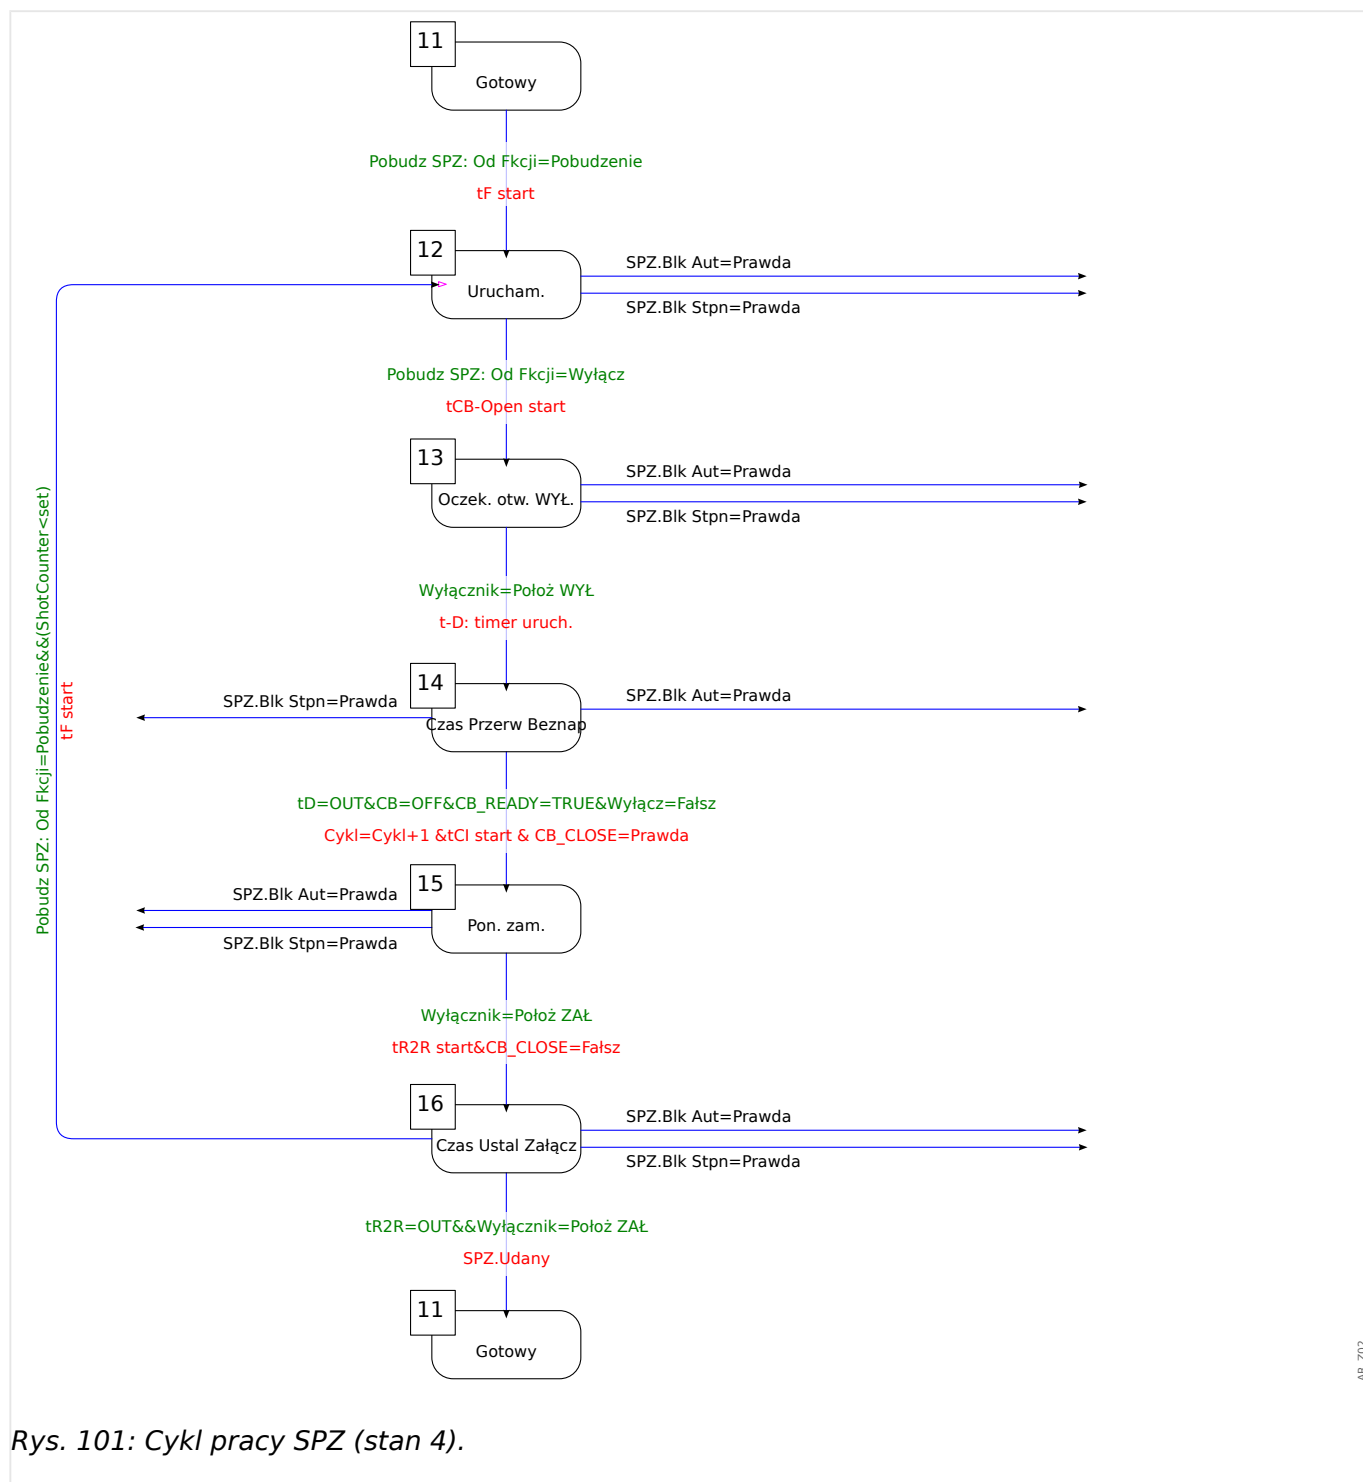 11
Gotowy
Pobudz SPZ: Od Fkcji=Pobudzenie
tF start
12
Urucham.
SPZ.Blk Aut=Prawda
SPZ.Blk Stpn=Prawda
Pobudz SPZ: Od Fkcji=Wyłącz
tCB-Open start
13
Oczek. otw. WYŁ.
SPZ.Blk Aut=Prawda
SPZ.Blk Stpn=Prawda
Wyłącznik=Położ WYŁ
t-D: timer uruch.
Pobudz SPZ: Od Fkcji=Pobudzenie&&(ShotCounter<set)
tF start
14
Czas Przerw Beznap
SPZ.Blk Stpn=Prawda
SPZ.Blk Aut=Prawda
tD=OUT&CB=OFF&CB_READY=TRUE&Wyłącz=Fałsz
Cykl=Cykl+1 &tCl start & CB_CLOSE=Prawda
15
Pon. zam.
SPZ.Blk Aut=Prawda
SPZ.Blk Stpn=Prawda
Wyłącznik=Położ ZAŁ
tR2R start&CB_CLOSE=Fałsz
16
Czas Ustal Załącz
SPZ.Blk Aut=Prawda
SPZ.Blk Stpn=Prawda
tR2R=OUT&&Wyłącznik=Położ ZAŁ
SPZ.Udany
11
Gotowy
Rys. 101: Cykl pracy SPZ (stan 4).